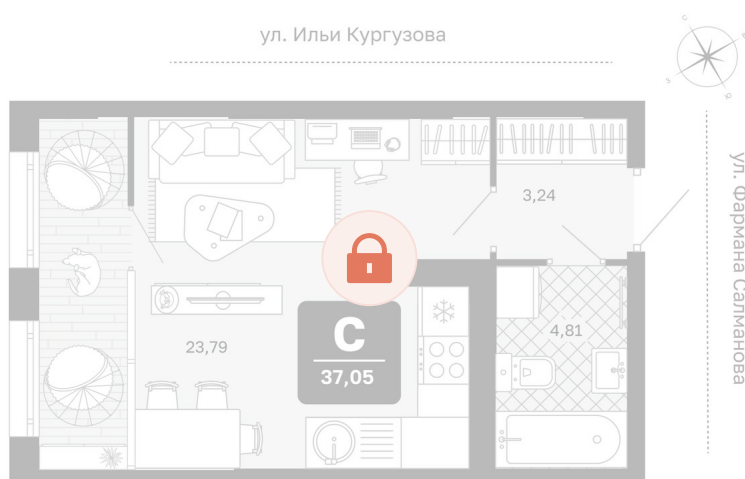 ул. Ильи Кургузова
С
З
В
Ю
ул. Фармана Салманова
3,24
4,81
23,79
С
37,05